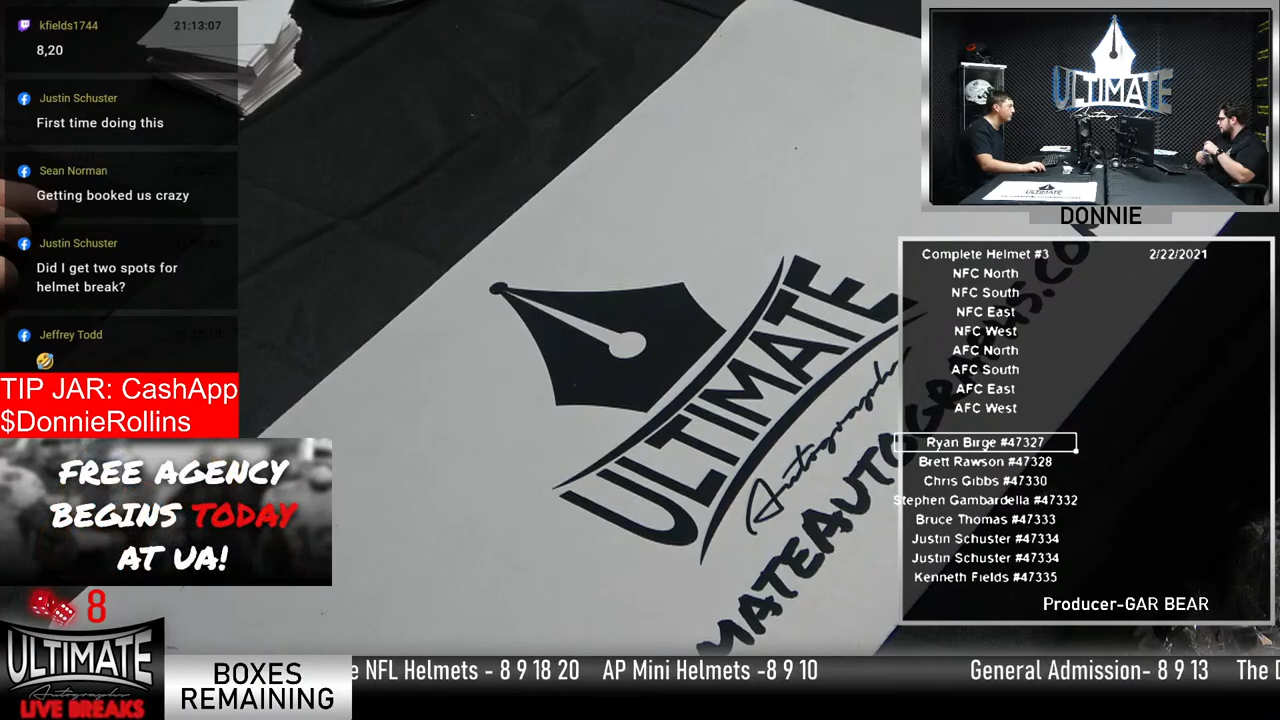 kfields1744 21:13:07
8,20
Justin Schuster
First time doing this
Sean Norman
Getting booked us crazy
Justin Schuster
Did I get two spots for
helmet break?
Jeffrey Todd
TIP JAR: CashApp
$DonnieRollins
FREE AGENCY
BEGINS TODAY
AT UA!
8
ULTIMATE
Autographs
LIVE BREAKS
BOXES
REMAINING
e NFL Helmets - 8 9 18 20 AP Mini Helmets -8 9 10 General Admission- 8 9 13 The D
ULTIMATE
Autographs
MATEAUTOGRAPHS.COM
ULTIMATE
Autographs
ULTIMATE
DONNIE
Complete Helmet #3 2/22/2021
NFC North
NFC South
NFC East
NFC West
AFC North
AFC South
AFC East
AFC West
Ryan Birge #47327
Brett Rawson #47328
Chris Gibbs #47330
Stephen Gambardella #47332
Bruce Thomas #47333
Justin Schuster #47334
Justin Schuster #47334
Kenneth Fields #47335
Producer-GAR BEAR